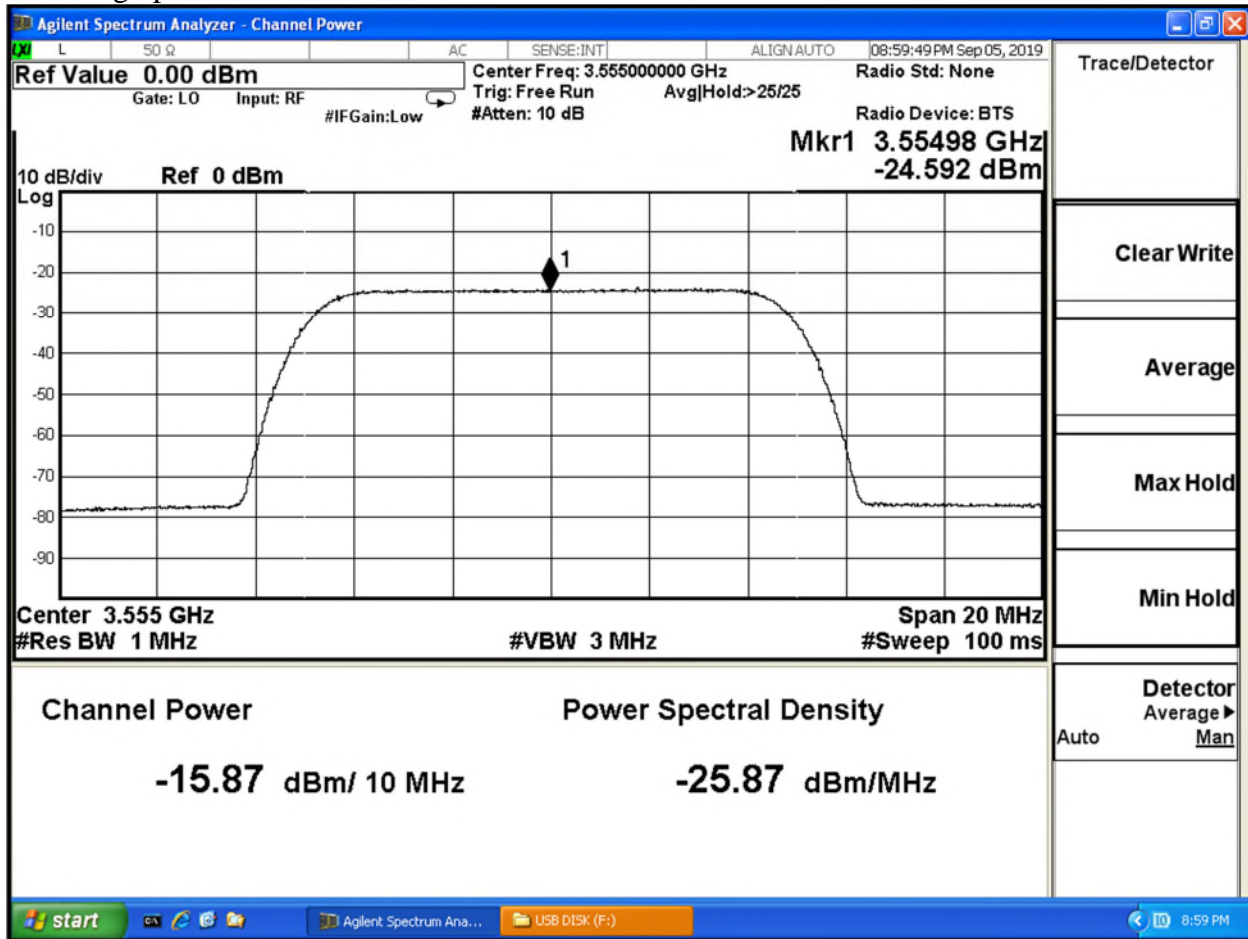 Agilent Spectrum Analyzer - Channel Power
LXI L 50 Ω AC SENSE:INT ALIGN AUTO 08:59:49 PM Sep 05, 2019
Ref Value 0.00 dBm
Center Freq: 3.555000000 GHz
Radio Std: None
Gate: LO Input: RF
Trig: Free Run Avg|Hold:>25/25
#IFGain:Low
#Atten: 10 dB
Radio Device: BTS
Mkr1 3.55498 GHz
-24.592 dBm
10 dB/div Ref 0 dBm
Log
-10
-20
-30
-40
-50
-60
-70
-80
-90
1
Center 3.555 GHz
Span 20 MHz
#Res BW 1 MHz
#VBW 3 MHz
#Sweep 100 ms
Channel Power
Power Spectral Density
-15.87 dBm/ 10 MHz
-25.87 dBm/MHz
Trace/Detector
Clear Write
Average
Max Hold
Min Hold
Detector
Average
Auto Man
start
Agilent Spectrum Ana...
USB DISK (F:)
8:59 PM